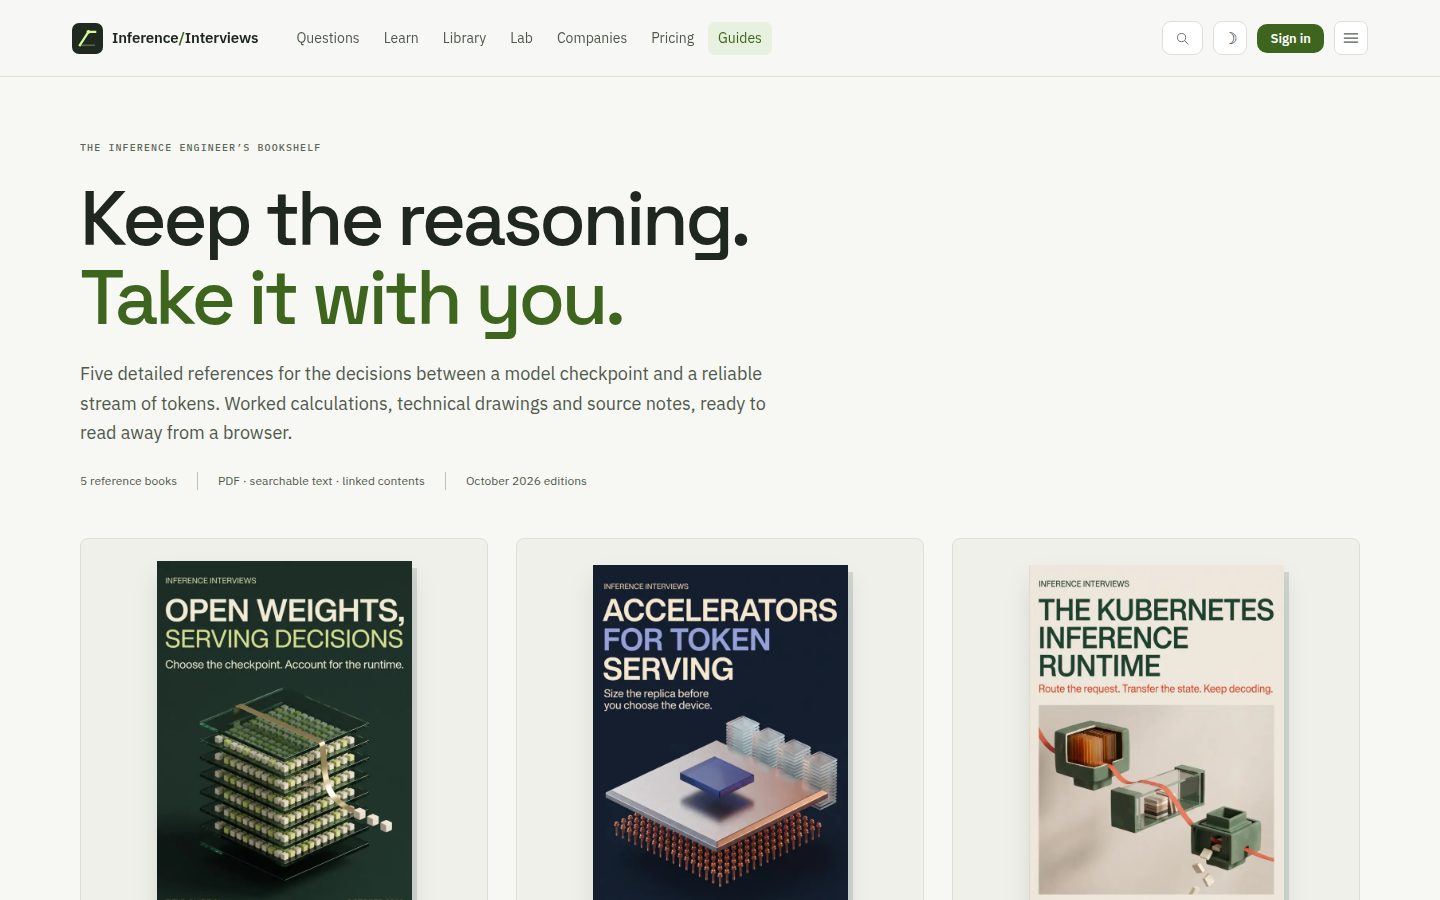 Inference/Interviews
Questions
Learn
Library
Lab
Companies
Pricing
Guides
Sign in
THE INFERENCE ENGINEER'S BOOKSHELF
Keep the reasoning.
Take it with you.
Five detailed references for the decisions between a model checkpoint and a reliable
stream of tokens. Worked calculations, technical drawings and source notes, ready to
read away from a browser.
5 reference books
PDF · searchable text · linked contents
October 2026 editions
INFERENCE INTERVIEWS
OPEN WEIGHTS,
SERVING DECISIONS
Choose the checkpoint. Account for the runtime.
INFERENCE INTERVIEWS
ACCELERATORS
FOR TOKEN
SERVING
Size the replica before
you choose the device.
INFERENCE INTERVIEWS
THE KUBERNETES
INFERENCE
RUNTIME
Route the request. Transfer the state. Keep decoding.